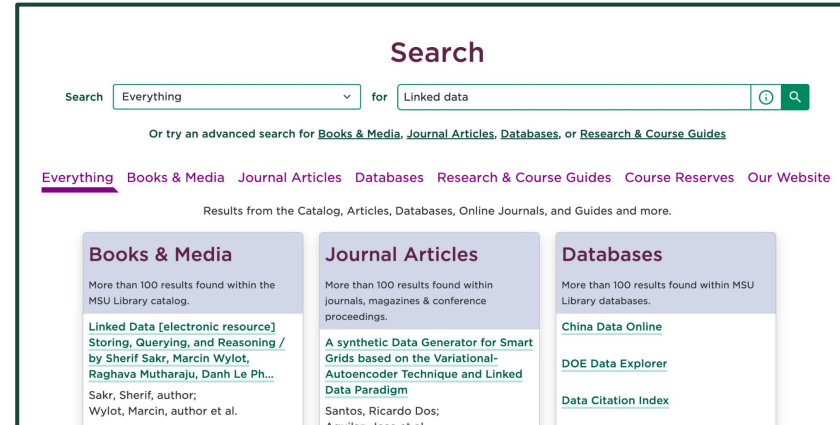 Search
Search Everything for Linked data
Or try an advanced search for Books & Media, Journal Articles, Databases, or Research & Course Guides
Everything Books & Media Journal Articles Databases Research & Course Guides Course Reserves Our Website
Results from the Catalog, Articles, Databases, Online Journals, and Guides and more.
Books & Media
More than 100 results found within the
MSU Library catalog.
Linked Data [electronic resource]
Storing, Querying, and Reasoning /
by Sherif Sakr, Marcin Wylot,
Raghava Mutharaju, Danh Le Ph...
Sakr, Sherif, author;
Wylot, Marcin, author et al.
Journal Articles
More than 100 results found within
journals, magazines & conference
proceedings.
A synthetic Data Generator for Smart
Grids based on the Variational-
Autoencoder Technique and Linked
Data Paradigm
Santos, Ricardo Dos;
Databases
More than 100 results found within MSU
Library databases.
China Data Online
DOE Data Explorer
Data Citation Index